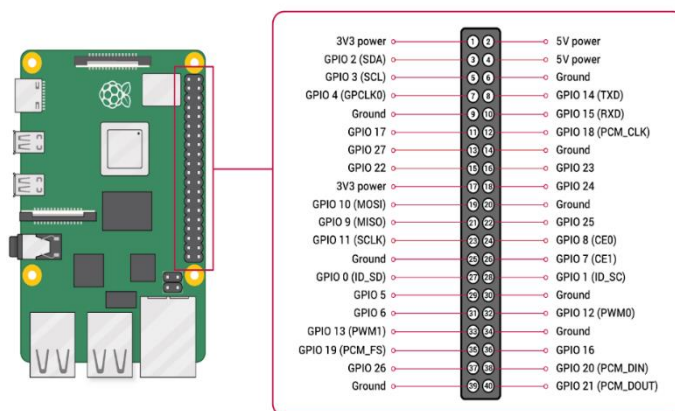 3V3 power 1 2 5V power
GPIO 2 (SDA) 3 4 5V power
GPIO 3 (SCL) 5 6 Ground
GPIO 4 (GPCLK0) 7 8 GPIO 14 (TXD)
Ground 9 10 GPIO 15 (RXD)
GPIO 17 11 12 GPIO 18 (PCM_CLK)
GPIO 27 13 14 Ground
GPIO 22 15 16 GPIO 23
3V3 power 17 18 GPIO 24
GPIO 10 (MOSI) 19 20 Ground
GPIO 9 (MISO) 21 22 GPIO 25
GPIO 11 (SCLK) 23 24 GPIO 8 (CE0)
Ground 25 26 GPIO 7 (CE1)
GPIO 0 (ID_SD) 27 28 GPIO 1 (ID_SC)
GPIO 5 29 30 Ground
GPIO 6 31 32 GPIO 12 (PWM0)
GPIO 13 (PWM1) 33 34 Ground
GPIO 19 (PCM_FS) 35 36 GPIO 16
GPIO 26 37 38 GPIO 20 (PCM_DIN)
Ground 39 40 GPIO 21 (PCM_DOUT)